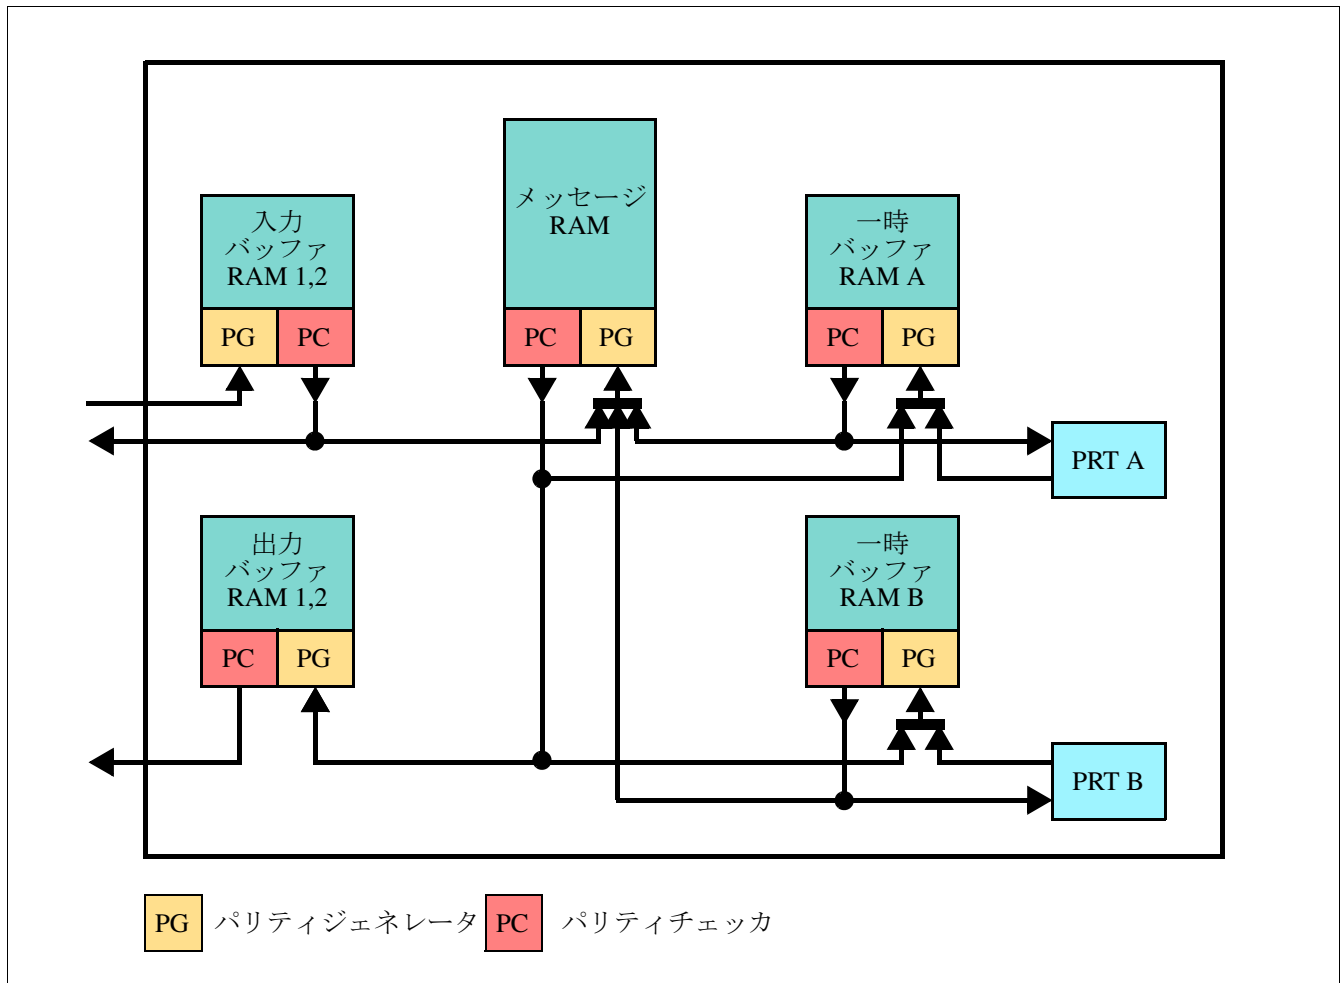 メッセージ
RAM
PC PG
入力
バッファ
RAM 1,2
PG PC
一時
バッファ
RAM A
PC PG
PRT A
出力
バッファ
RAM 1,2
PC PG
一時
バッファ
RAM B
PC PG
PRT B
PG パリティジェネレータ PC パリティチェッカ